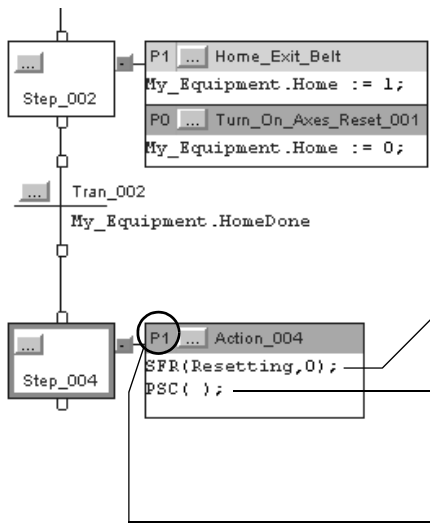 P1 ... Home_Exit_Belt
My_Equipment.Home := 1;
...
Step_002
P0 ... Turn_On_Axes_Reset_001
My_Equipment.Home := 0;
... Tran_002
My_Equipment.HomeDone
P1 ... Action_004
...
SFR(Resetting,0);
Step_004
PSC( );